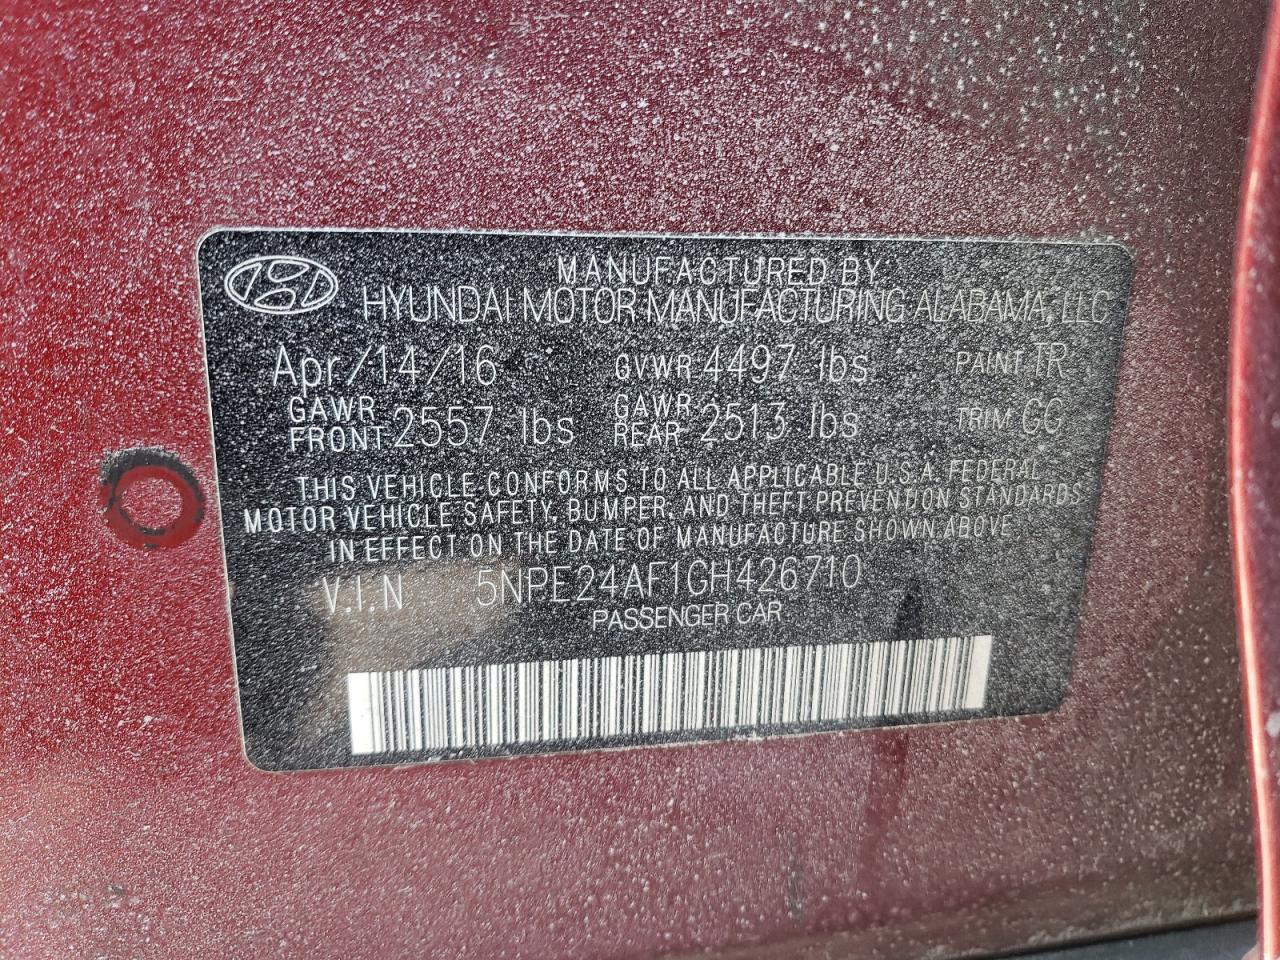 MANUFACTURED BY
HYUNDAI MOTOR MANUFACTURING ALABAMA, LLC
Apr/14/16 GVWR 4497 lbs PAINT TR
GAWR FRONT 2557 lbs GAWR REAR 2513 lbs TRIM GG
THIS VEHICLE CONFORMS TO ALL APPLICABLE U.S.A. FEDERAL
MOTOR VEHICLE SAFETY, BUMPER, AND THEFT PREVENTION STANDARDS
IN EFFECT ON THE DATE OF MANUFACTURE SHOWN ABOVE.
V.I.N 5NPE24AF1GH426710
PASSENGER CAR